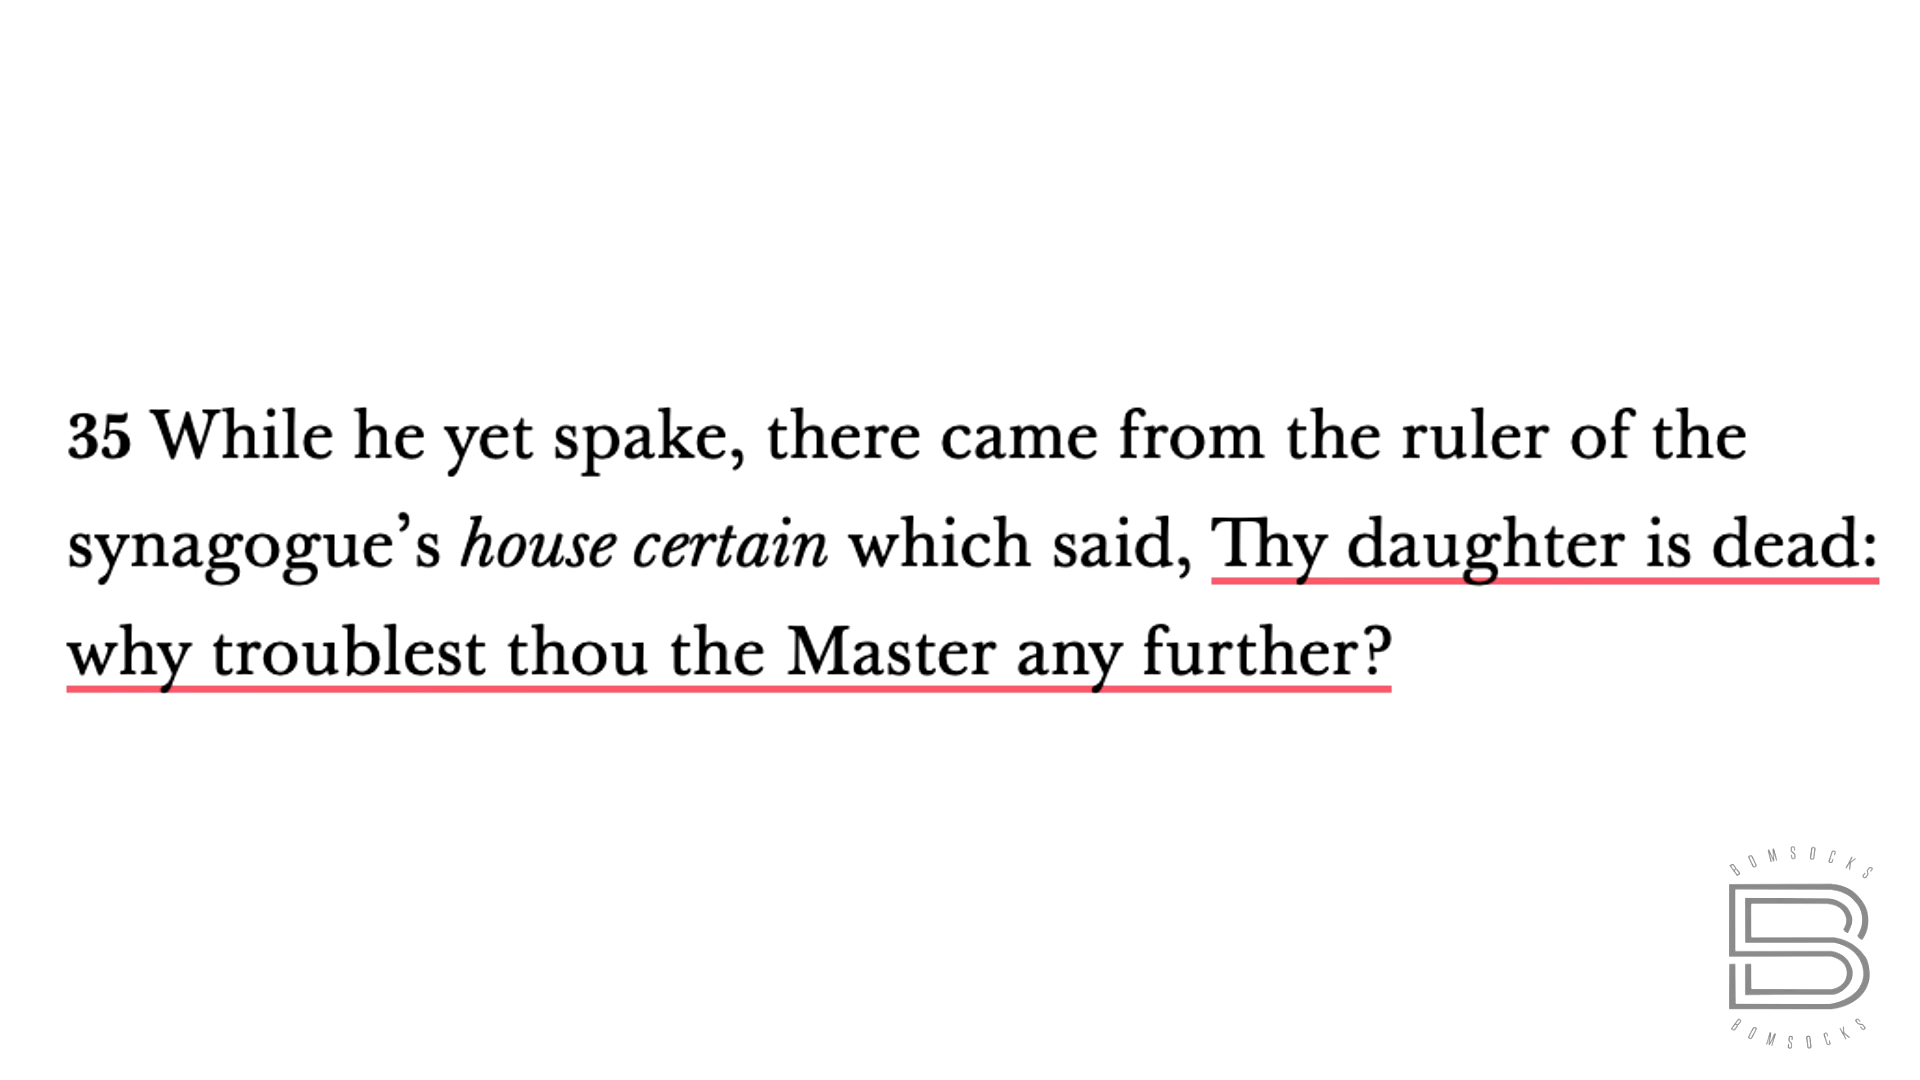 35 While he yet spake, there came from the ruler of the
synagogue’s house certain which said, Thy daughter is dead:
why troublest thou the Master any further?
BOMSOCKS
B
BOMSOCKS